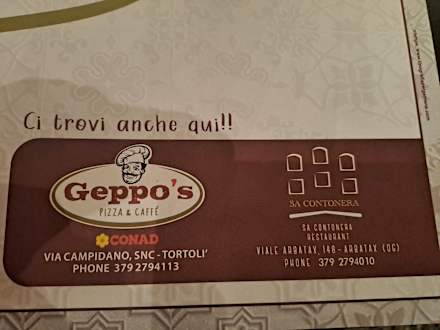 Ci trovi anche qui!!
Geppo's
PIZZA & CAFFÉ
CONAD
VIA CAMPIDANO, SNC - TORTOLI'
PHONE 379 2794113
SA CONTONERA
SA CONTONERA
RESTAURANT
VIALE ARBATAX, 148 - ARBATAX (OG)
PHONE 379 2794010